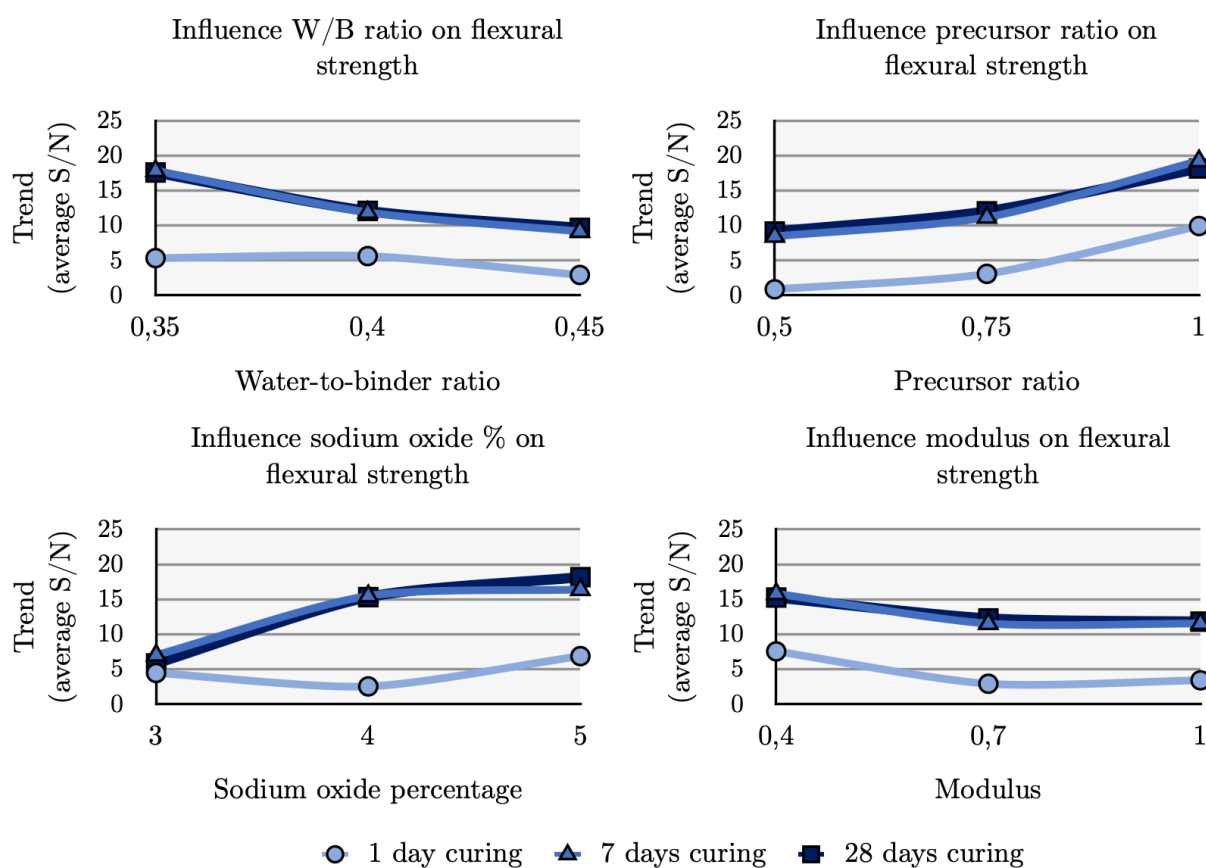 Influence W/B ratio on flexural
strength
Trend
(average S/N)
25
20
15
10
5
0
0,35
0,4
0,45
Water-to-binder ratio
Influence precursor ratio on
flexural strength
Trend
(average S/N)
25
20
15
10
5
0
0,5
0,75
1
Precursor ratio
Influence sodium oxide % on
flexural strength
Trend
(average S/N)
25
20
15
10
5
0
3
4
5
Sodium oxide percentage
Influence modulus on flexural
strength
Trend
(average S/N)
25
20
15
10
5
0
0,4
0,7
1
Modulus
1 day curing
7 days curing
28 days curing